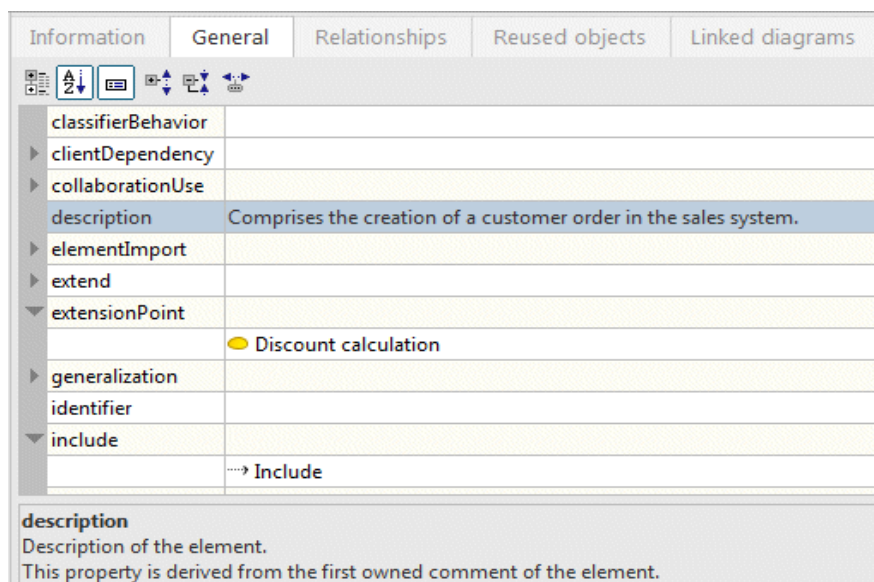 Information General Relationships Reused objects Linked diagrams
classifierBehavior
clientDependency
collaborationUse
description Comprises the creation of a customer order in the sales system.
elementImport
extend
extensionPoint
Discount calculation
generalization
identifier
include
Include
description
Description of the element.
This property is derived from the first owned comment of the element.